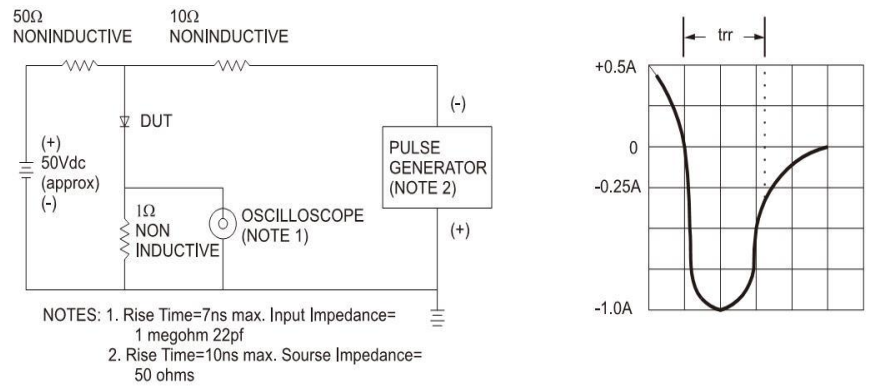 50Ω
NONINDUCTIVE
10Ω
NONINDUCTIVE
DUT
(+)
50Vdc
(approx)
(-)
1Ω
NON
INDUCTIVE
OSCILLOSCOPE
(NOTE 1)
(-)
PULSE
GENERATOR
(NOTE 2)
(+)
NOTES: 1. Rise Time=7ns max. Input Impedance=
1 megohm 22pf
2. Rise Time=10ns max. Sourse Impedance=
50 ohms
trr
+0.5A
0
-0.25A
-1.0A